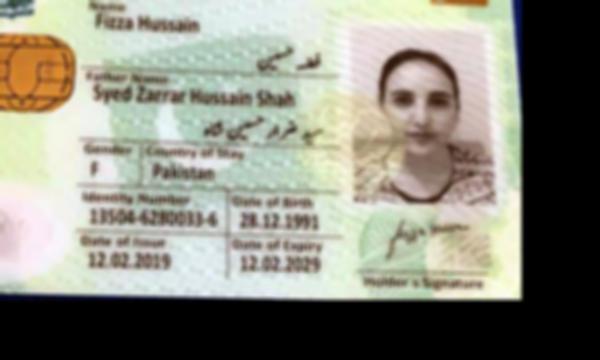 Name
Fizza Hussain
فضہ حسین
Father Name
Syed Zarrar Hussain Shah
سید ضرار حسین شاہ
Gender Country of Stay
F Pakistan
Identity Number Date of Birth
13504-6280033-6 28.12.1991
Date of Issue Date of Expiry
12.02.2019 12.02.2029
Holder's Signature